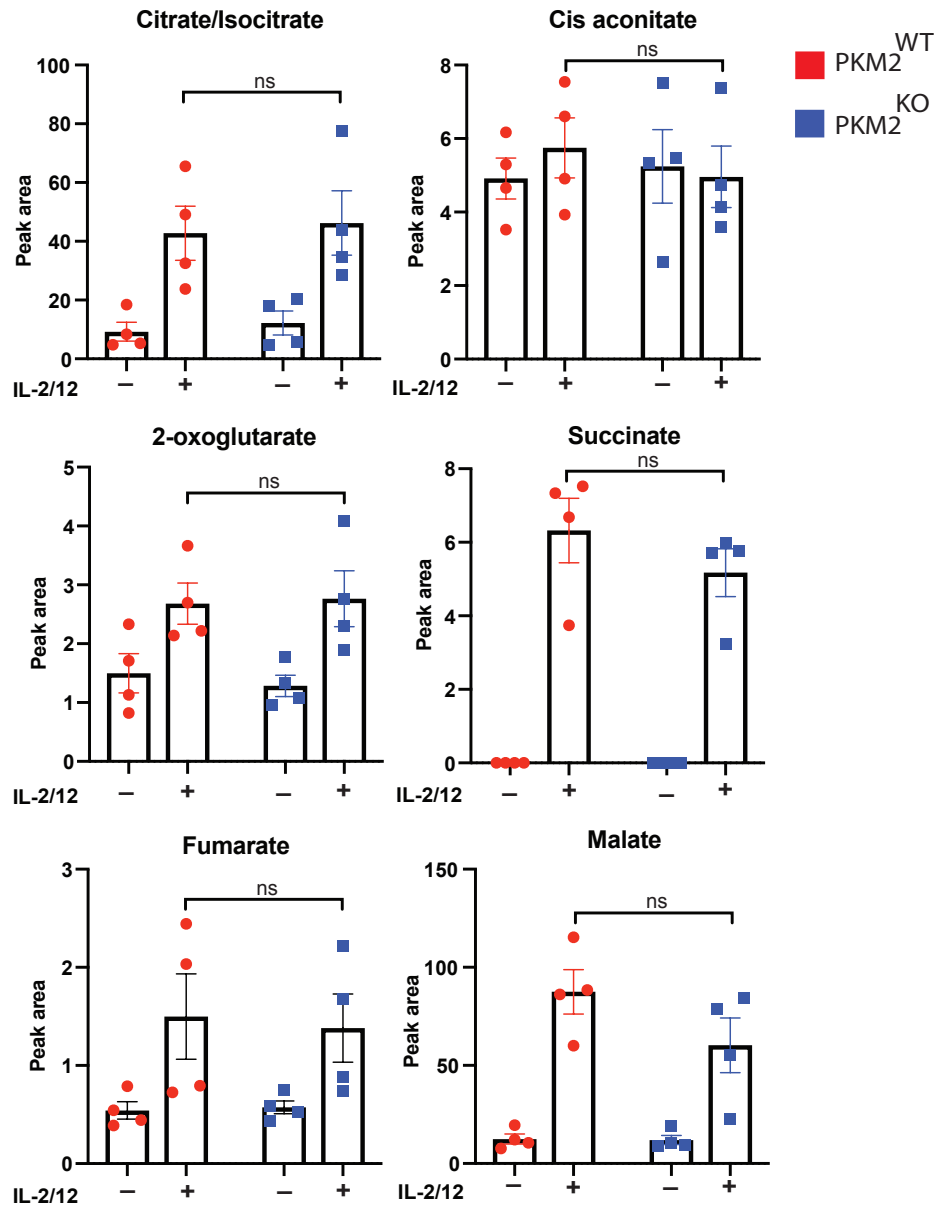 Citrate/Isocitrate
100
80
60
40
20
0
Peak area
ns
IL-2/12 – + – +
Cis aconitate
8
6
4
2
0
Peak area
ns
IL-2/12 – + – +
PKM2WT
PKM2KO
2-oxoglutarate
5
4
3
2
1
0
Peak area
ns
IL-2/12 – + – +
Succinate
8
6
4
2
0
Peak area
ns
IL-2/12 – + – +
Fumarate
3
2
1
0
Peak area
ns
IL-2/12 – + – +
Malate
150
100
50
0
Peak area
ns
IL-2/12 – + – +